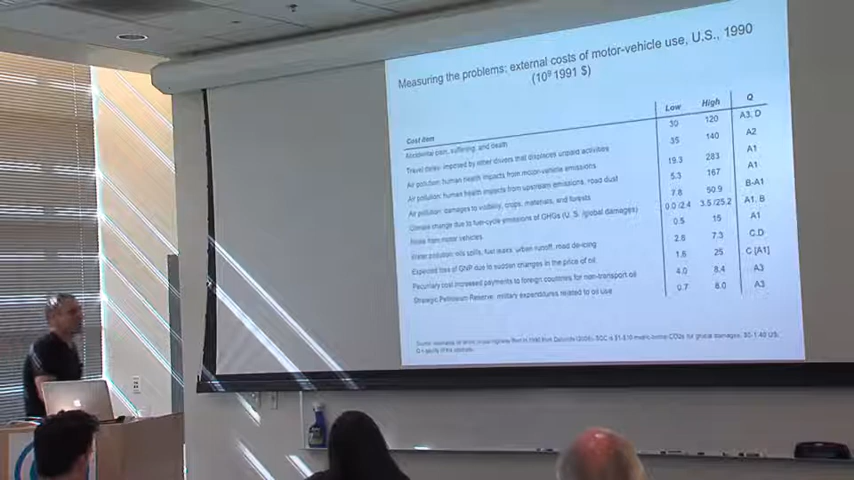 Measuring the problems: external costs of motor-vehicle use, U.S., 1990
(10⁹ 1991 $)
Cost item Low High Q
Accidental pain, suffering, and death 30 120 A3, D
Travel delay, imposed by other drivers that displaces unpaid activities 35 140 A2
Air pollution: human health impacts from motor-vehicle emissions 19.3 283 A1
Air pollution: human health impacts from upstream emissions, road dust 5.3 167 A1
Air pollution: damages to visibility, crops, materials, and forests 7.8 50.9 B-A1
Climate change due to fuel-cycle emissions of GHGs (U.S. /global damages) 0.0 /2.4 3.5/25.2 A1, B
Noise from motor vehicles 0.5 15 A1
Water pollution: oils spills, fuel leaks, urban runoff, road de-icing 2.8 7.3 C.D
Expected loss of GNP due to sudden changes in the price of oil 1.8 25 C [A1]
Pecuniary cost increased payments to foreign countries for non-transport oil 4.0 8.4 A3
Strategic Petroleum Reserve: military expenditures related to oil use 0.7 8.0 A3